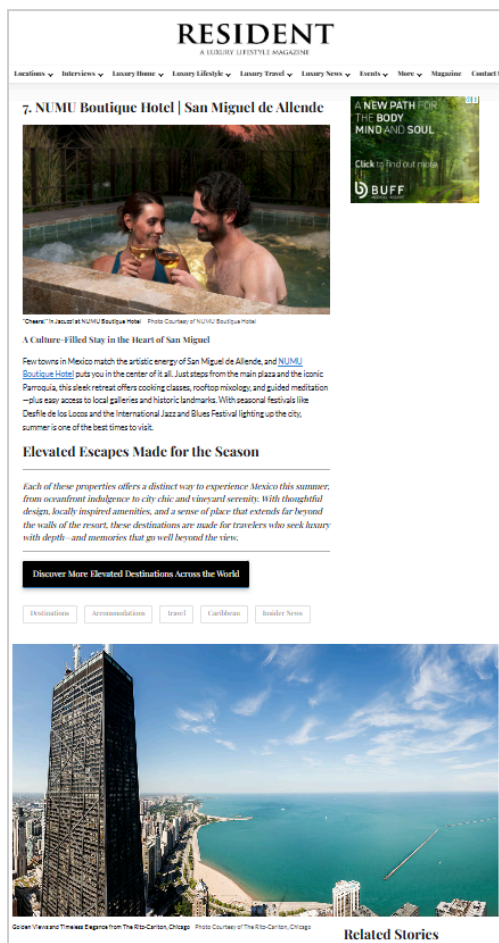 RESIDENT
A LUXURY LIFESTYLE MAGAZINE
Locations Interviews Luxury Home Luxury Lifestyle Luxury Travel Luxury News Events More Magazine Contact
7. NUMU Boutique Hotel | San Miguel de Allende
A NEW PATH FOR
THE BODY
MIND AND SOUL
Click to find out more
BUFF
"Cheers!" in Jacuzzi at NUMU Boutique Hotel Photo Courtesy of NUMU Boutique Hotel
A Culture-Filled Stay in the Heart of San Miguel
Few towns in Mexico match the artistic energy of San Miguel de Allende, and NUMU
Boutique Hotel puts you in the center of it all. Just steps from the main plaza and the iconic
Parroquia, this sleek retreat offers cooking classes, rooftop mixology, and guided meditation
—plus easy access to local galleries and historic landmarks. With seasonal festivals like
Desfile de los Locos and the International Jazz and Blues Festival lighting up the city,
summer is one of the best times to visit.
Elevated Escapes Made for the Season
Each of these properties offers a distinct way to experience Mexico this summer,
from oceanfront indulgence to city chic and vineyard serenity. With thoughtful
design, locally inspired amenities, and a sense of place that extends far beyond
the walls of the resort, these destinations are made for travelers who seek luxury
with depth—and memories that go well beyond the view.
Discover More Elevated Destinations Across the World
Destinations Accommodations travel Caribbean Insider News
Golden Views and Timeless Elegance from The Ritz-Carlton, Chicago Photo Courtesy of The Ritz-Carlton, Chicago
Related Stories